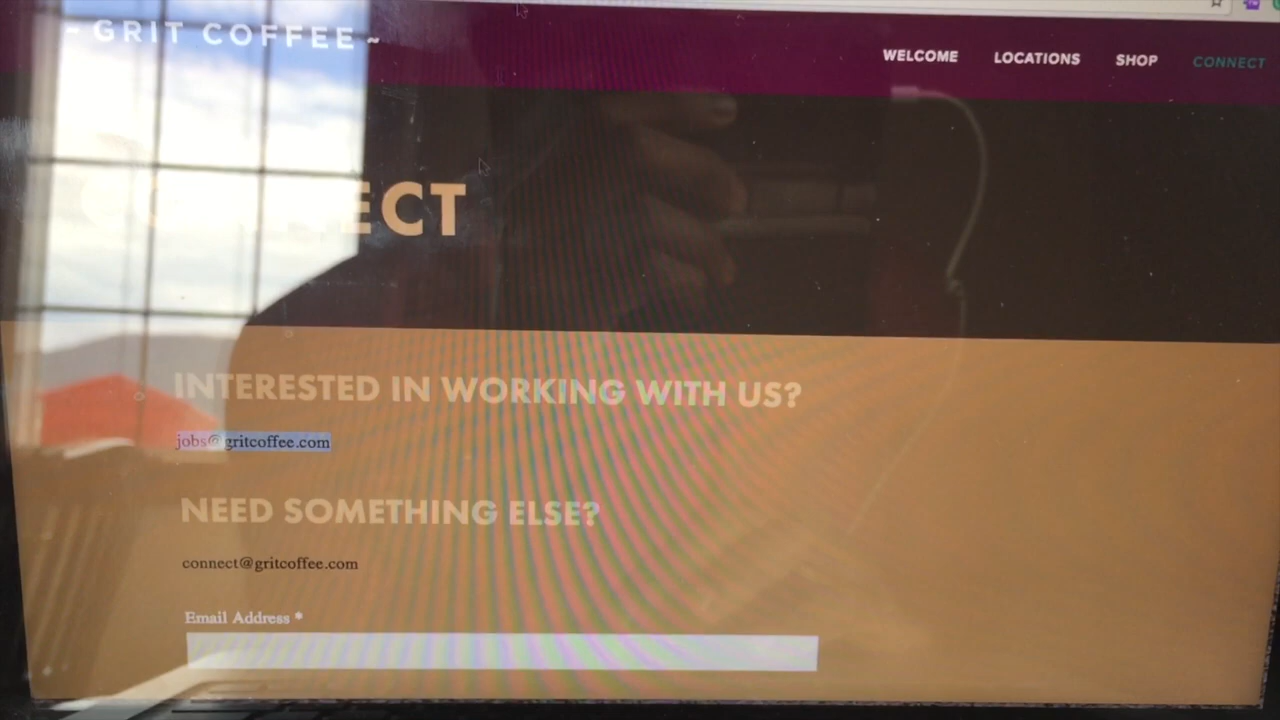 ~ GRIT COFFEE ~
WELCOME LOCATIONS SHOP CONNECT
INTERESTED IN WORKING WITH US?
jobs@gritcoffee.com
NEED SOMETHING ELSE?
connect@gritcoffee.com
Email Address *